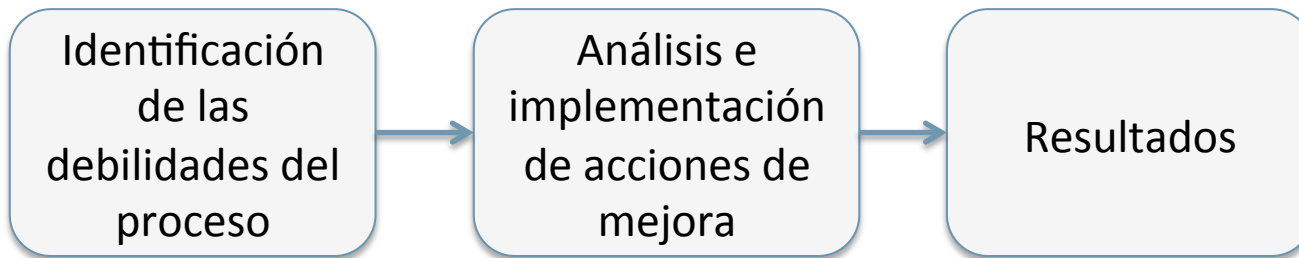 Identificación
de las
debilidades del
proceso
Análisis e
implementación
de acciones de
mejora
Resultados